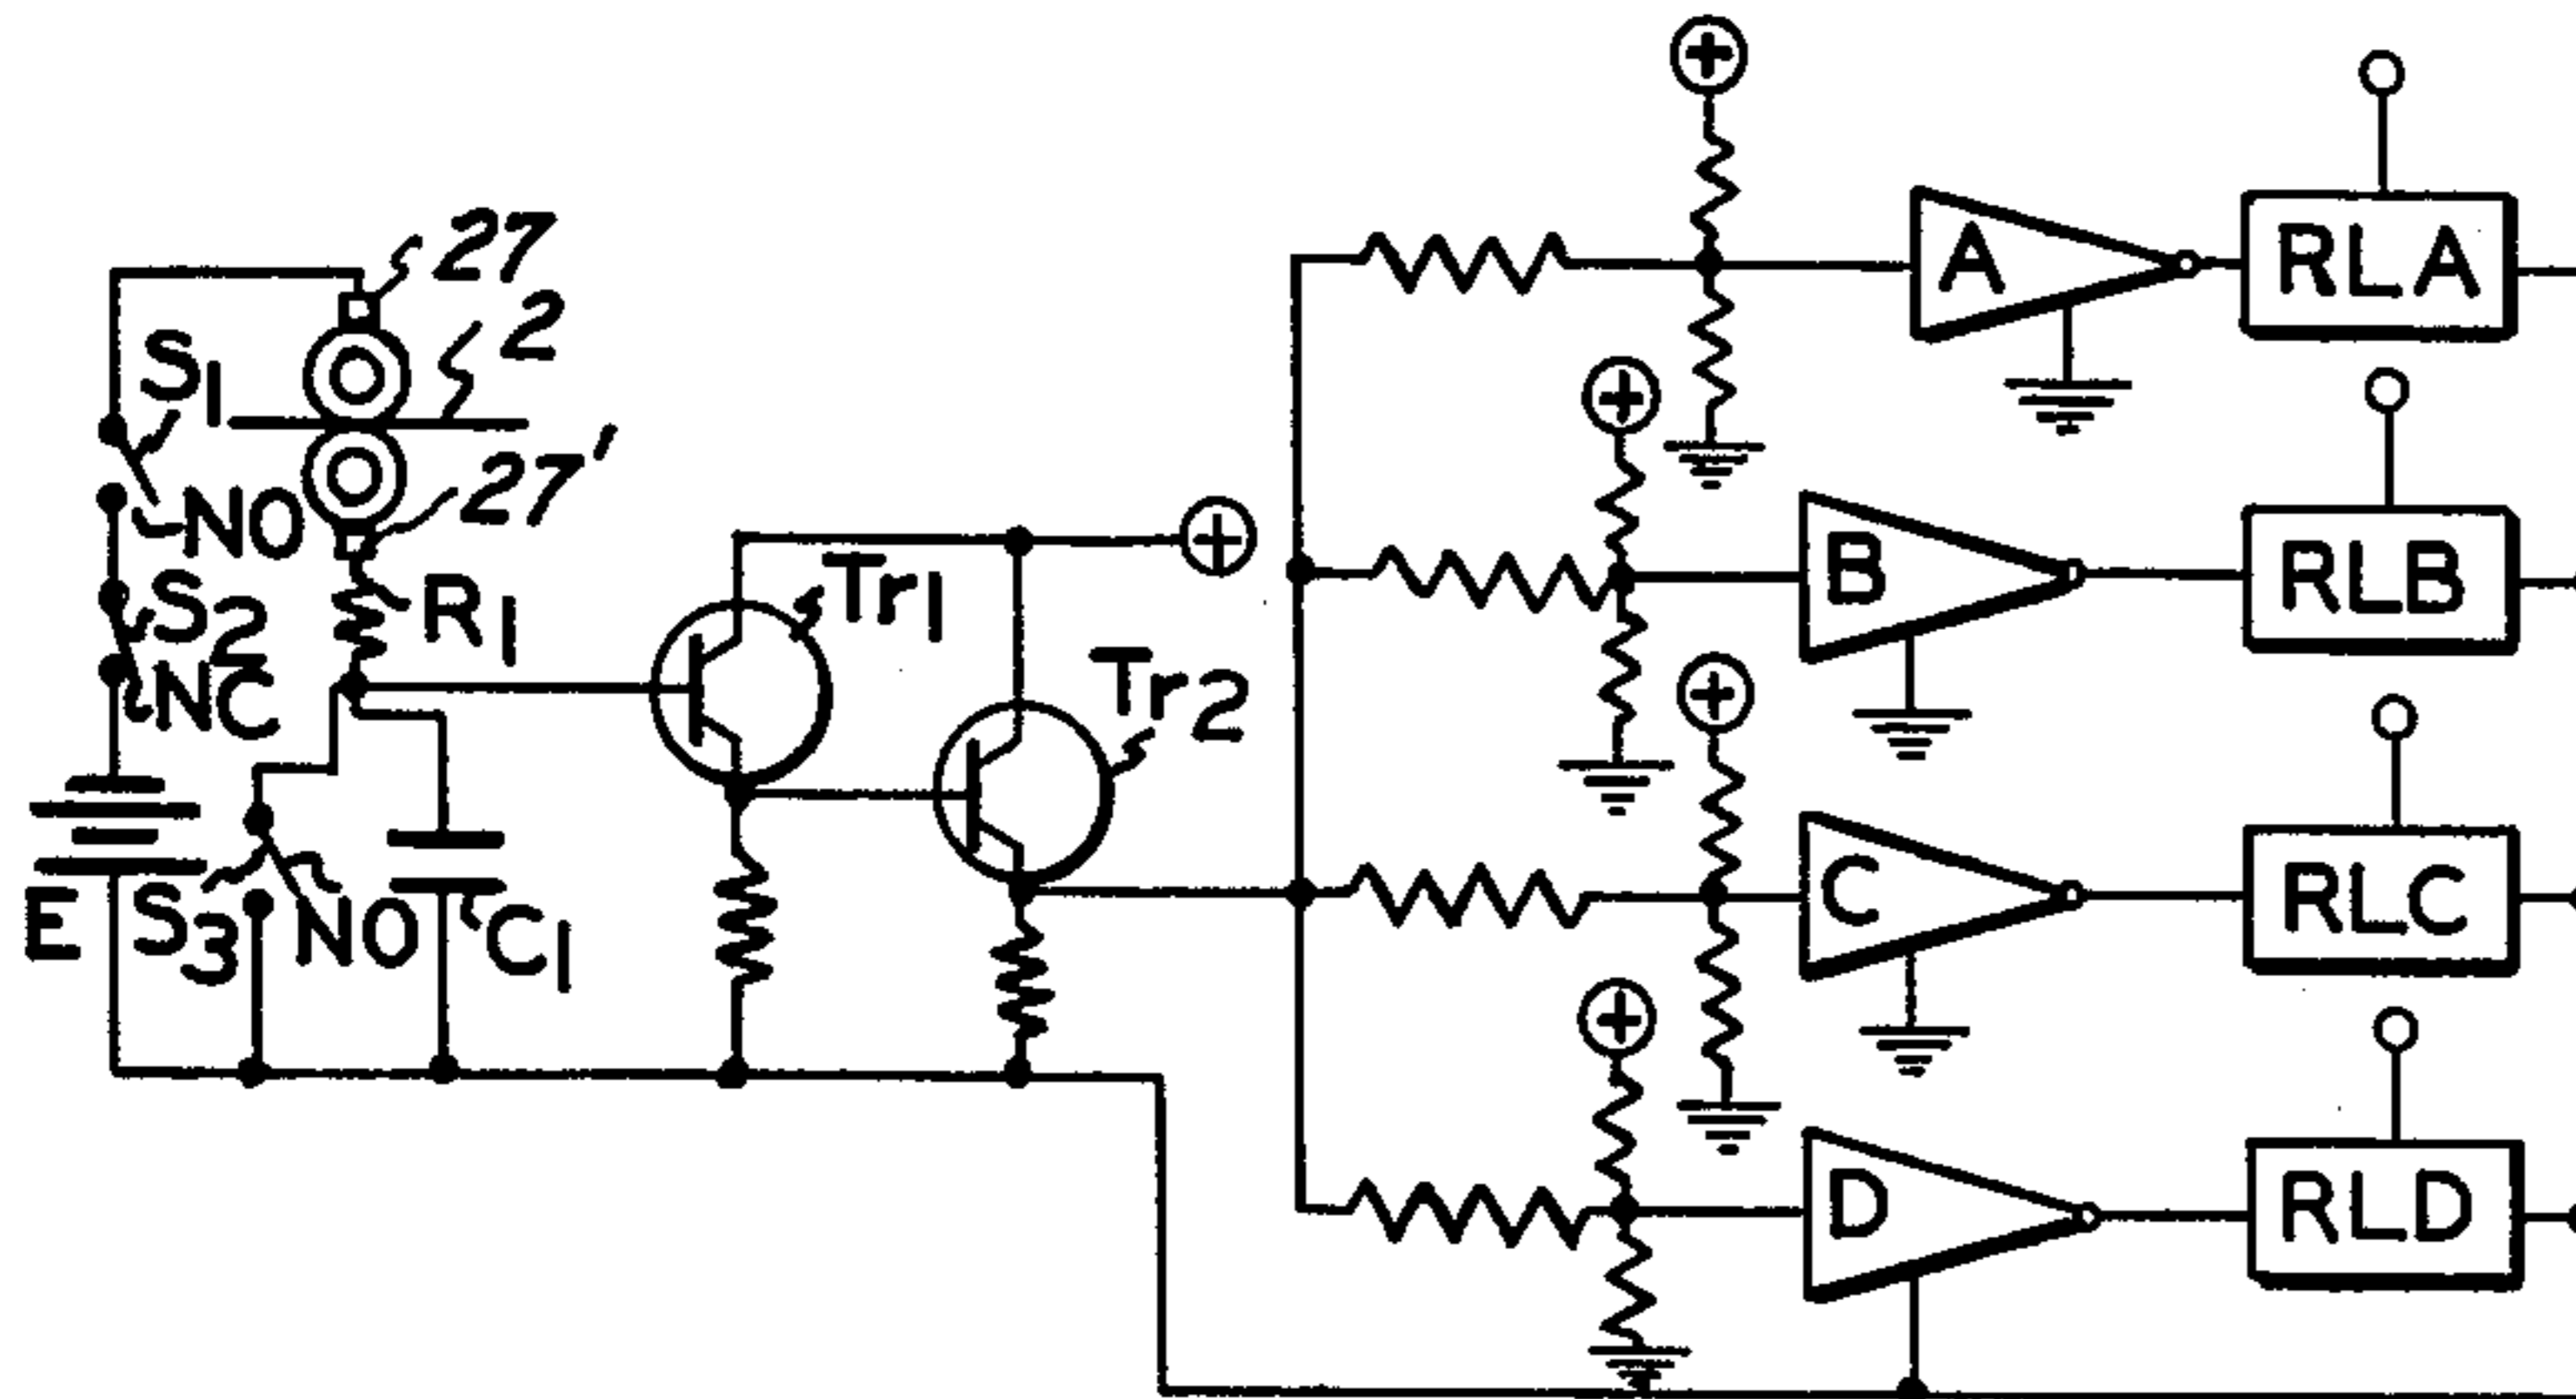 27
2
S1
NO
27'
S2
R1
NC
Tr1
Tr2
E
S3
NO
C1
+
+
+
+
+
A
RLA
B
RLB
C
RLC
D
RLD